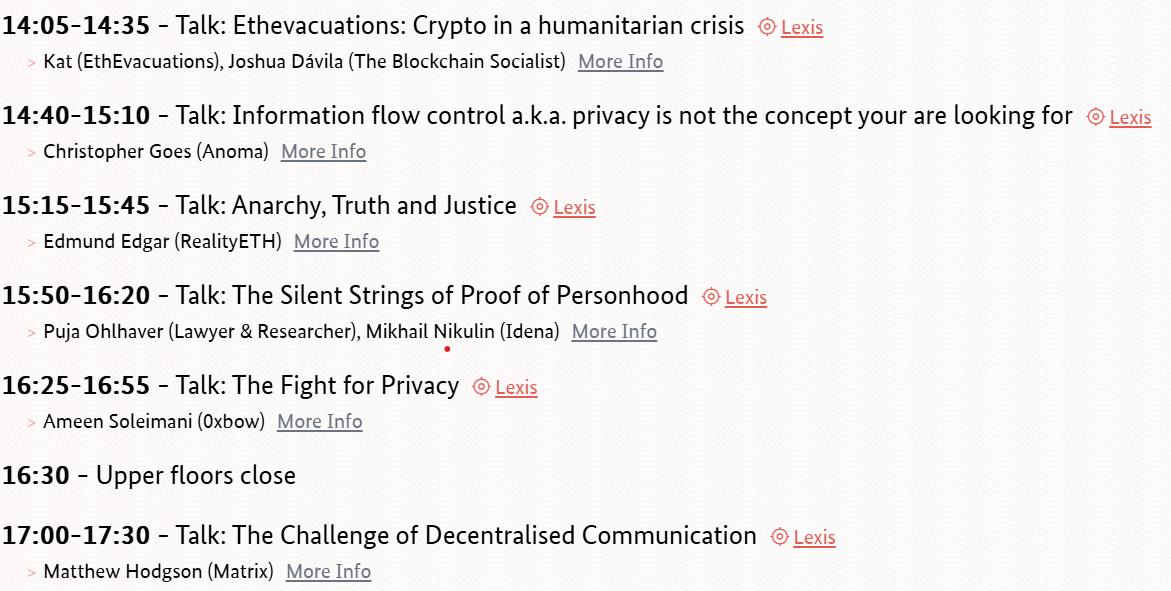 14:05-14:35 – Talk: Ethevacuations: Crypto in a humanitarian crisis Lexis
> Kat (EthEvacuations), Joshua Dávila (The Blockchain Socialist) More Info
14:40-15:10 – Talk: Information flow control a.k.a. privacy is not the concept your are looking for Lexis
> Christopher Goes (Anoma) More Info
15:15-15:45 – Talk: Anarchy, Truth and Justice Lexis
> Edmund Edgar (RealityETH) More Info
15:50-16:20 – Talk: The Silent Strings of Proof of Personhood Lexis
> Puja Ohlhaver (Lawyer & Researcher), Mikhail Nikulin (Idena) More Info
16:25-16:55 – Talk: The Fight for Privacy Lexis
> Ameen Soleimani (0xbow) More Info
16:30 – Upper floors close
17:00-17:30 – Talk: The Challenge of Decentralised Communication Lexis
> Matthew Hodgson (Matrix) More Info